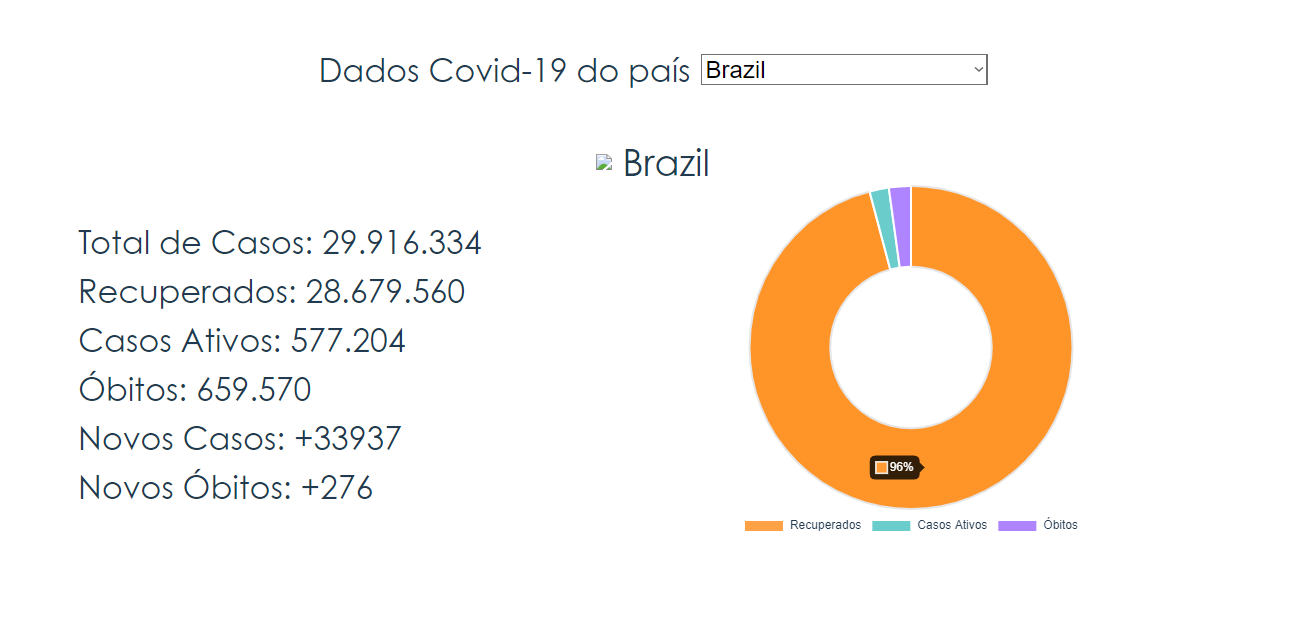 Dados Covid-19 do país Brazil
Brazil
Total de Casos: 29.916.334
Recuperados: 28.679.560
Casos Ativos: 577.204
Óbitos: 659.570
Novos Casos: +33937
Novos Óbitos: +276
96%
Recuperados Casos Ativos Óbitos